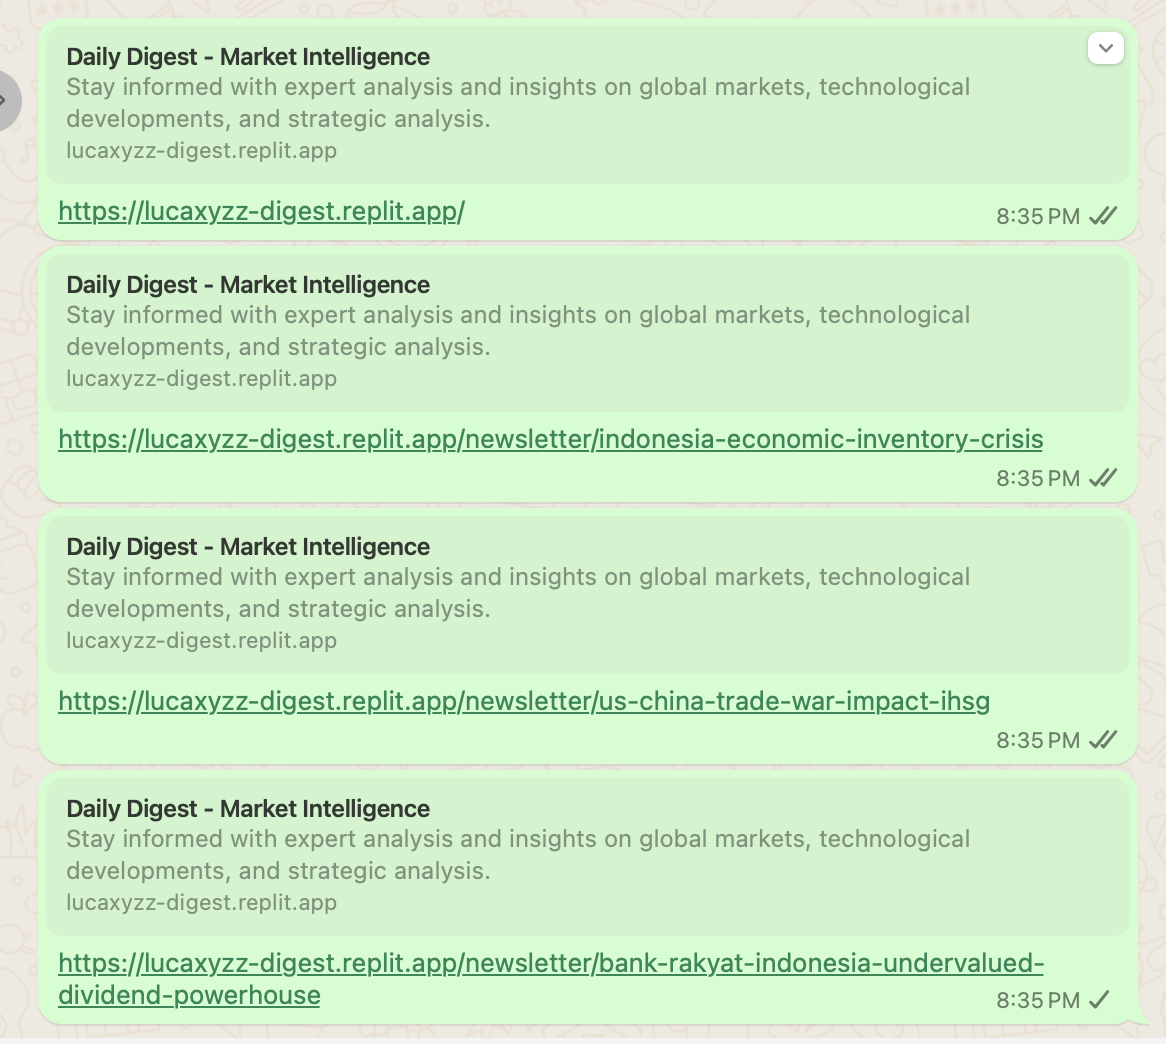 Daily Digest - Market Intelligence
Stay informed with expert analysis and insights on global markets, technological
developments, and strategic analysis.
lucaxyzz-digest.replit.app
https://lucaxyzz-digest.replit.app/
8:35 PM
Daily Digest - Market Intelligence
Stay informed with expert analysis and insights on global markets, technological
developments, and strategic analysis.
lucaxyzz-digest.replit.app
https://lucaxyzz-digest.replit.app/newsletter/indonesia-economic-inventory-crisis
8:35 PM
Daily Digest - Market Intelligence
Stay informed with expert analysis and insights on global markets, technological
developments, and strategic analysis.
lucaxyzz-digest.replit.app
https://lucaxyzz-digest.replit.app/newsletter/us-china-trade-war-impact-ihsg
8:35 PM
Daily Digest - Market Intelligence
Stay informed with expert analysis and insights on global markets, technological
developments, and strategic analysis.
lucaxyzz-digest.replit.app
https://lucaxyzz-digest.replit.app/newsletter/bank-rakyat-indonesia-undervalued-
dividend-powerhouse
8:35 PM